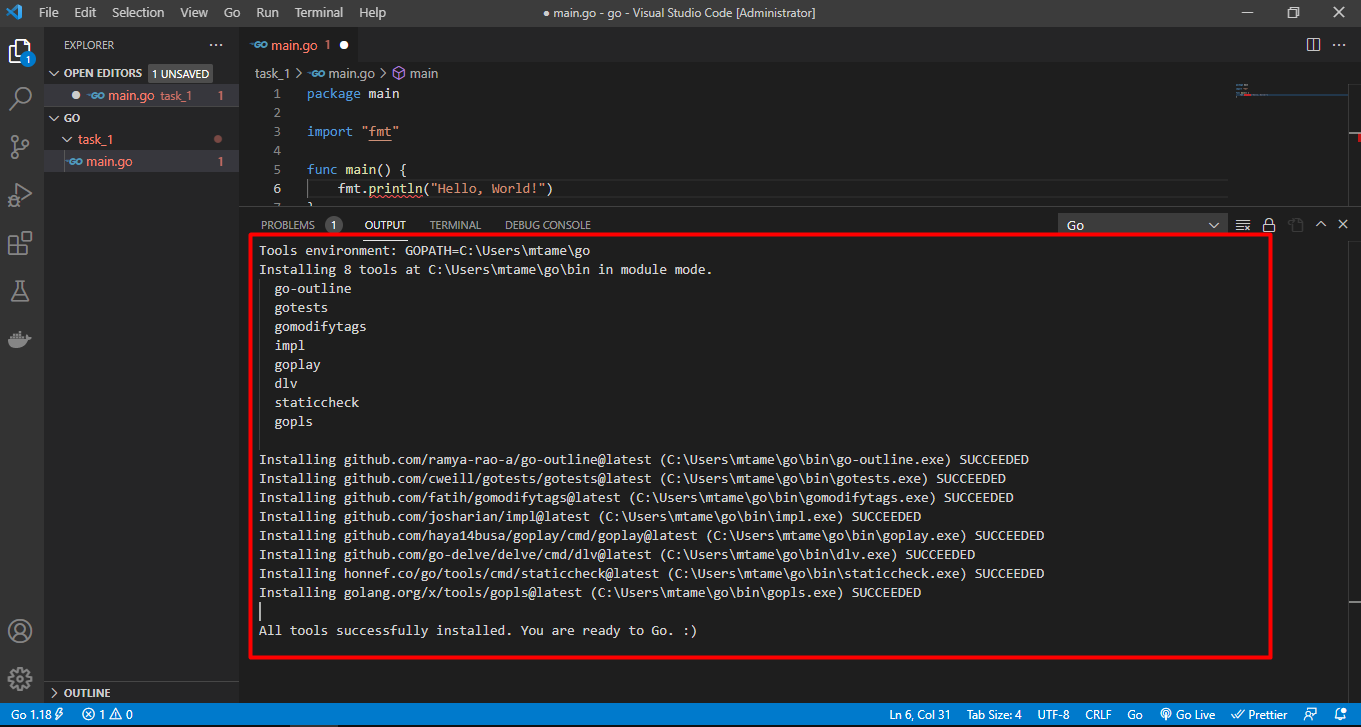 File Edit Selection View Go Run Terminal Help
● main.go - go - Visual Studio Code [Administrator]
1
EXPLORER
OPEN EDITORS 1 UNSAVED
GO main.go task_1 1
GO
task_1
GO main.go 1
OUTLINE
GO main.go 1
task_1 > GO main.go > main
1 package main
2
3 import "fmt"
4
5 func main() {
6 fmt.println("Hello, World!")
7 }
PROBLEMS 1 OUTPUT TERMINAL DEBUG CONSOLE Go
Tools environment: GOPATH=C:\Users\mtame\go
Installing 8 tools at C:\Users\mtame\go\bin in module mode.
go-outline
gotests
gomodifytags
impl
goplay
dlv
staticcheck
gopls
Installing github.com/ramya-rao-a/go-outline@latest (C:\Users\mtame\go\bin\go-outline.exe) SUCCEEDED
Installing github.com/cweill/gotests/gotests@latest (C:\Users\mtame\go\bin\gotests.exe) SUCCEEDED
Installing github.com/fatih/gomodifytags@latest (C:\Users\mtame\go\bin\gomodifytags.exe) SUCCEEDED
Installing github.com/josharian/impl@latest (C:\Users\mtame\go\bin\impl.exe) SUCCEEDED
Installing github.com/haya14busa/goplay/cmd/goplay@latest (C:\Users\mtame\go\bin\goplay.exe) SUCCEEDED
Installing github.com/go-delve/delve/cmd/dlv@latest (C:\Users\mtame\go\bin\dlv.exe) SUCCEEDED
Installing honnef.co/go/tools/cmd/staticcheck@latest (C:\Users\mtame\go\bin\staticcheck.exe) SUCCEEDED
Installing golang.org/x/tools/gopls@latest (C:\Users\mtame\go\bin\gopls.exe) SUCCEEDED
All tools successfully installed. You are ready to Go. :)
Go 1.18 1 0 Ln 6, Col 31 Tab Size: 4 UTF-8 CRLF Go Go Live Prettier